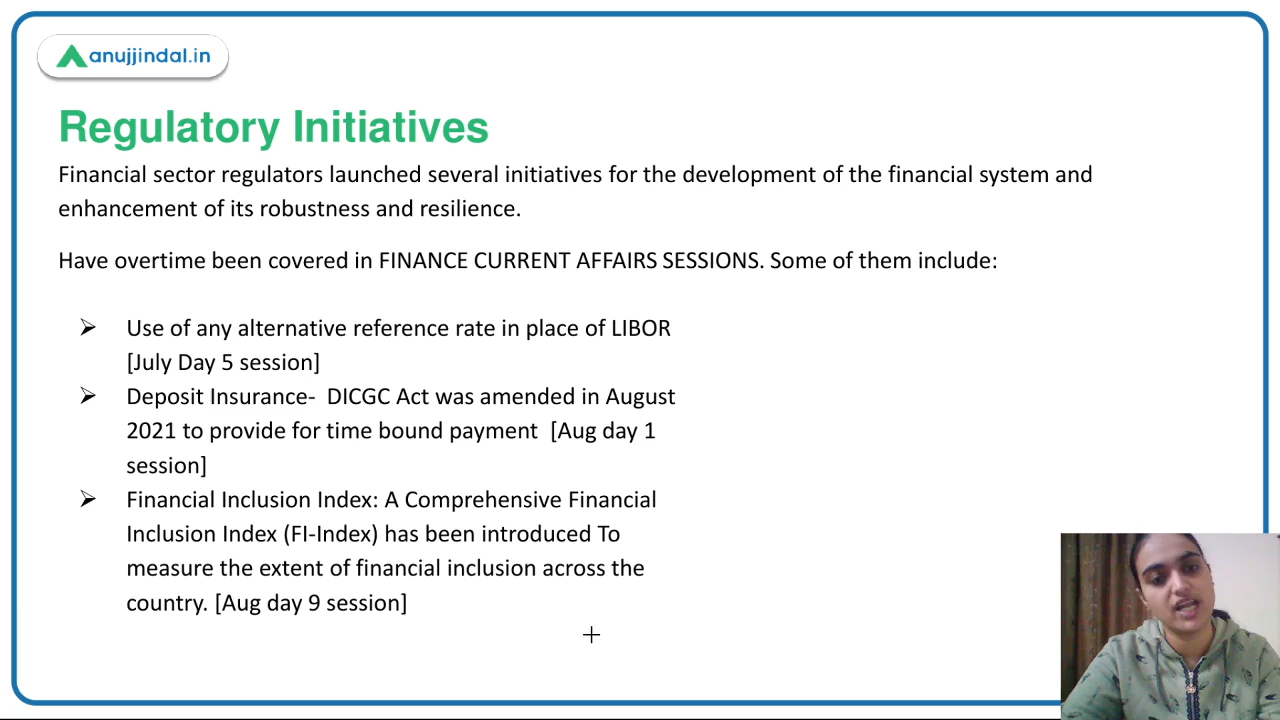 anujjindal.in
Regulatory Initiatives
Financial sector regulators launched several initiatives for the development of the financial system and
enhancement of its robustness and resilience.
Have overtime been covered in FINANCE CURRENT AFFAIRS SESSIONS. Some of them include:
Use of any alternative reference rate in place of LIBOR
[July Day 5 session]
Deposit Insurance-  DICGC Act was amended in August
2021 to provide for time bound payment  [Aug day 1
session]
Financial Inclusion Index: A Comprehensive Financial
Inclusion Index (FI-Index) has been introduced To
measure the extent of financial inclusion across the
country. [Aug day 9 session]